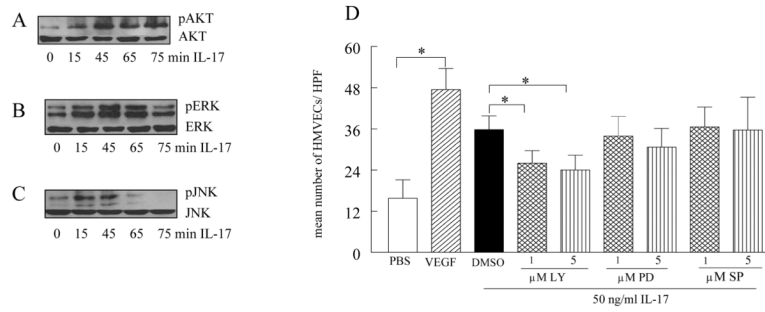 A
pAKT
AKT
0 15 45 65 75 min IL-17
B
pERK
ERK
0 15 45 65 75 min IL-17
C
pJNK
JNK
0 15 45 65 75 min IL-17
D
mean number of HMVECs/ HPF
60
48
36
24
12
0
*
*
*
PBS VEGF DMSO 1 5 1 5 1 5
μM LY μM PD μM SP
50 ng/ml IL-17